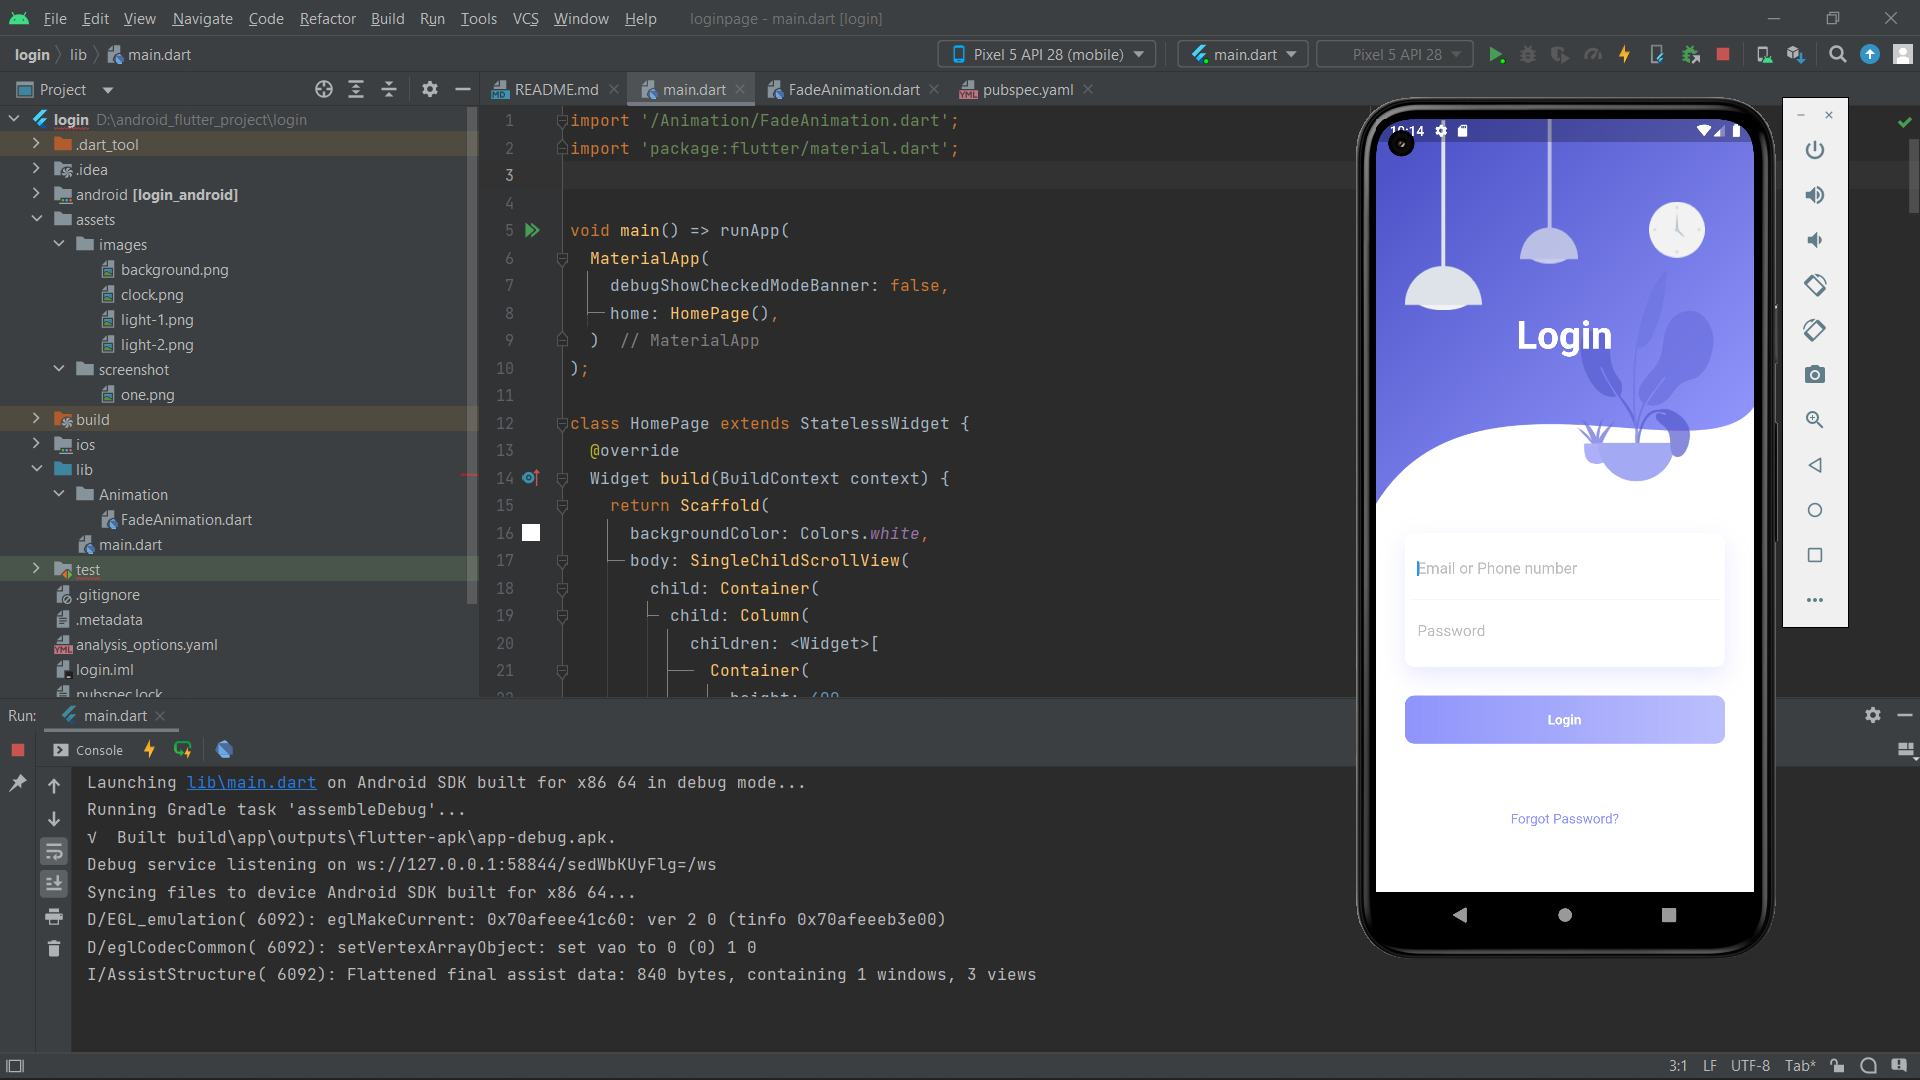 File Edit View Navigate Code Refactor Build Run Tools VCS Window Help loginpage - main.dart [login]
login lib main.dart Pixel 5 API 28 (mobile) main.dart Pixel 5 API 28
Project
README.md main.dart FadeAnimation.dart pubspec.yaml
login D:\android_flutter_project\login
.dart_tool
.idea
android [login_android]
assets
images
background.png
clock.png
light-1.png
light-2.png
screenshot
one.png
build
ios
lib
Animation
FadeAnimation.dart
main.dart
test
.gitignore
.metadata
analysis_options.yaml
login.iml
pubspec.lock
1 import '/Animation/FadeAnimation.dart';
2 import 'package:flutter/material.dart';
3
4
5 void main() => runApp(
6 MaterialApp(
7 debugShowCheckedModeBanner: false,
8 home: HomePage(),
9 ) // MaterialApp
10 );
11
12 class HomePage extends StatelessWidget {
13 @override
14 Widget build(BuildContext context) {
15 return Scaffold(
16 backgroundColor: Colors.white,
17 body: SingleChildScrollView(
18 child: Container(
19 child: Column(
20 children: <Widget>[
21 Container(
22 height: 400
10:14
Login
Email or Phone number
Password
Login
Forgot Password?
Run: main.dart
Console
Launching lib\main.dart on Android SDK built for x86 64 in debug mode...
Running Gradle task 'assembleDebug'...
√ Built build\app\outputs\flutter-apk\app-debug.apk.
Debug service listening on ws://127.0.0.1:58844/sedWbKUyFlg=/ws
Syncing files to device Android SDK built for x86 64...
D/EGL_emulation( 6092): eglMakeCurrent: 0x70afeee41c60: ver 2 0 (tinfo 0x70afeeeb3e00)
D/eglCodecCommon( 6092): setVertexArrayObject: set vao to 0 (0) 1 0
I/AssistStructure( 6092): Flattened final assist data: 840 bytes, containing 1 windows, 3 views
3:1 LF UTF-8 Tab*